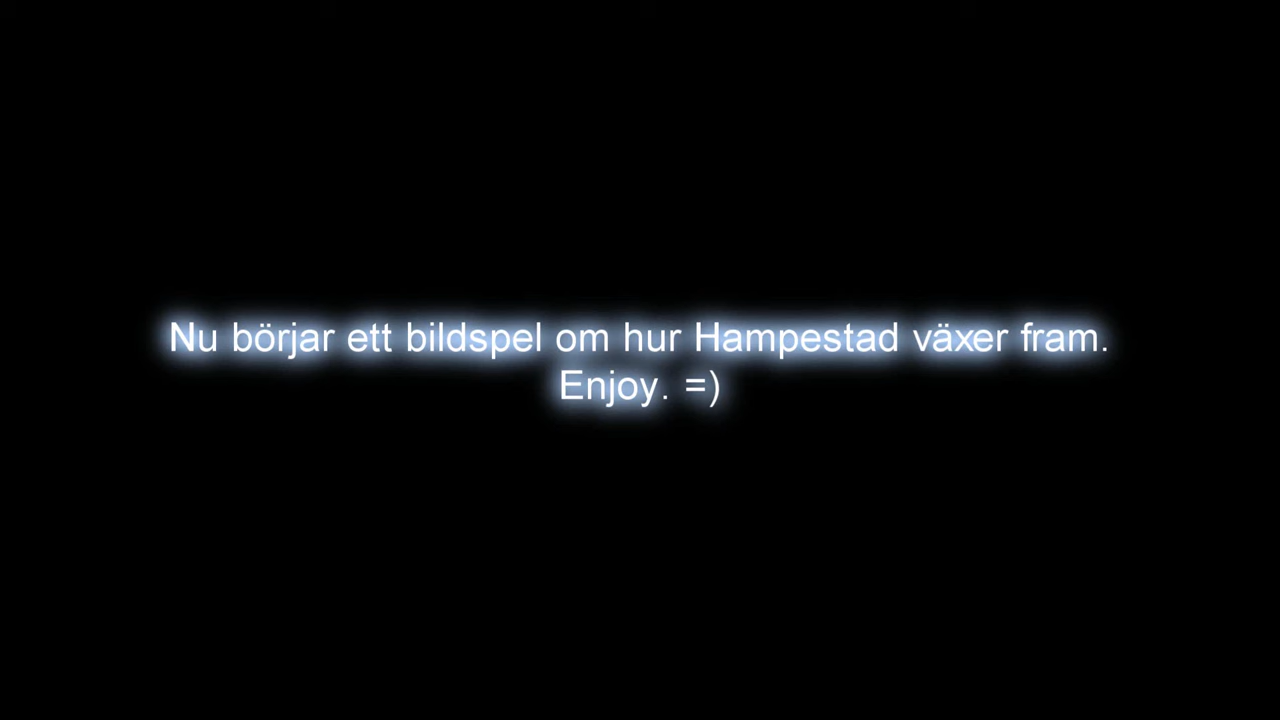 Nu börjar ett bildspel om hur Hampestad växer fram.
Enjoy. =)